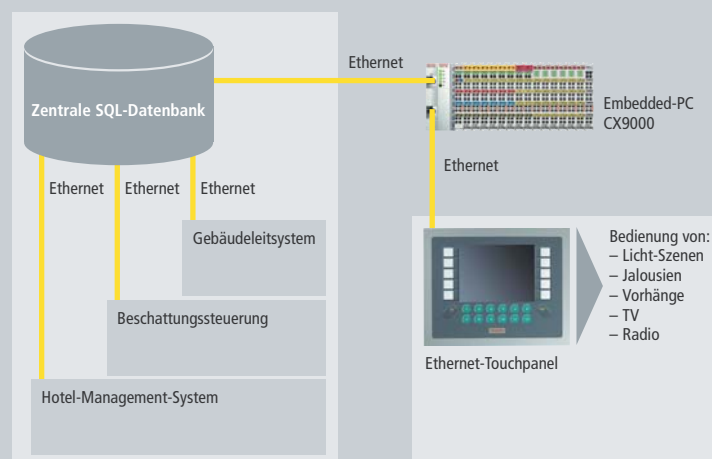 Ethernet
Zentrale SQL-Datenbank
Embedded-PC
CX9000
Ethernet
Ethernet
Ethernet
Ethernet
Gebäudeleitsystem
Beschattungssteuerung
Hotel-Management-System
Bedienung von:
– Licht-Szenen
– Jalousien
– Vorhänge
– TV
– Radio
Ethernet-Touchpanel